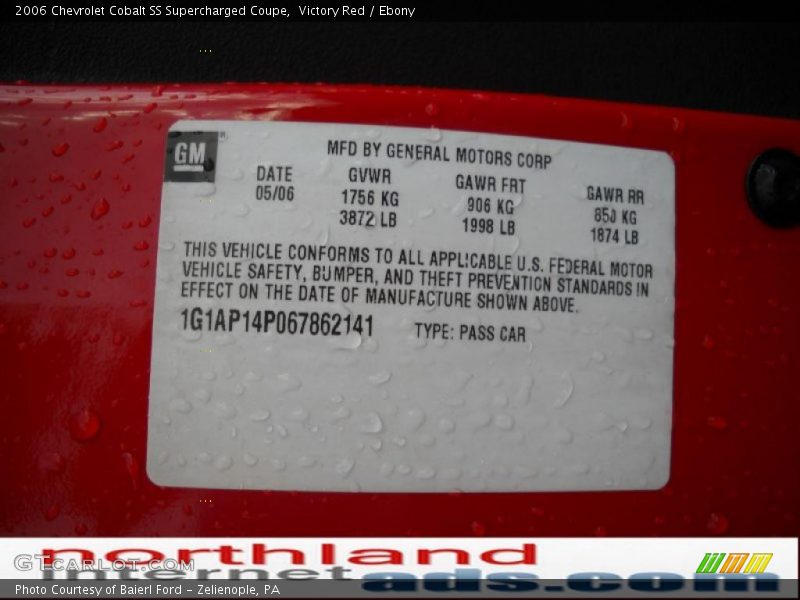 2006 Chevrolet Cobalt SS Supercharged Coupe,  Victory Red / Ebony
GM
MFD BY GENERAL MOTORS CORP
DATE GVWR GAWR FRT GAWR RR
05/06 1756 KG 906 KG 850 KG
3872 LB 1998 LB 1874 LB
THIS VEHICLE CONFORMS TO ALL APPLICABLE U.S. FEDERAL MOTOR
VEHICLE SAFETY, BUMPER, AND THEFT PREVENTION STANDARDS IN
EFFECT ON THE DATE OF MANUFACTURE SHOWN ABOVE.
1G1AP14P067862141 TYPE: PASS CAR
northland
GTCARLOT.COM
internet ads.com
Photo Courtesy of Baierl Ford - Zelienople, PA